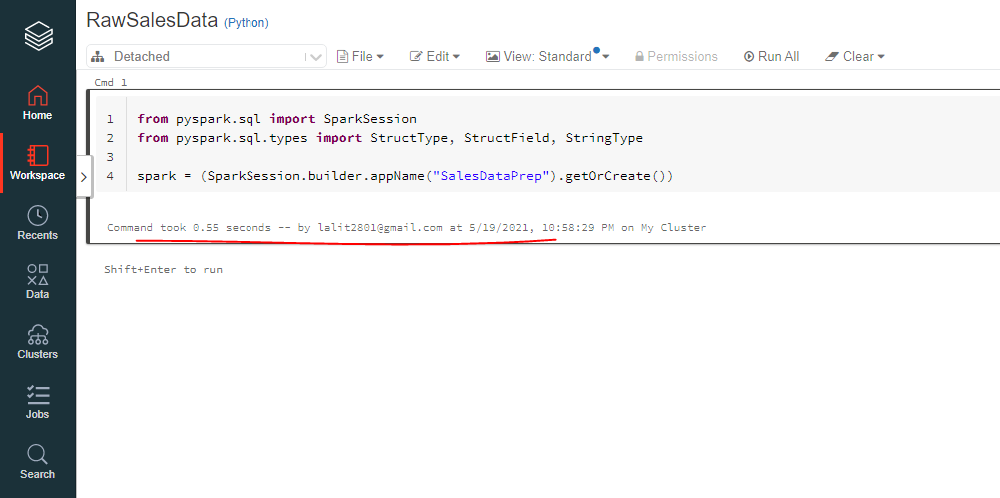 RawSalesData (Python)
Detached File Edit View: Standard Permissions Run All Clear
Home
Workspace
Recents
Data
Clusters
Jobs
Search
Cmd 1
1 from pyspark.sql import SparkSession
2 from pyspark.sql.types import StructType, StructField, StringType
3
4 spark = (SparkSession.builder.appName("SalesDataPrep").getOrCreate())
Command took 0.55 seconds -- by lalit2801@gmail.com at 5/19/2021, 10:58:29 PM on My Cluster
Shift+Enter to run